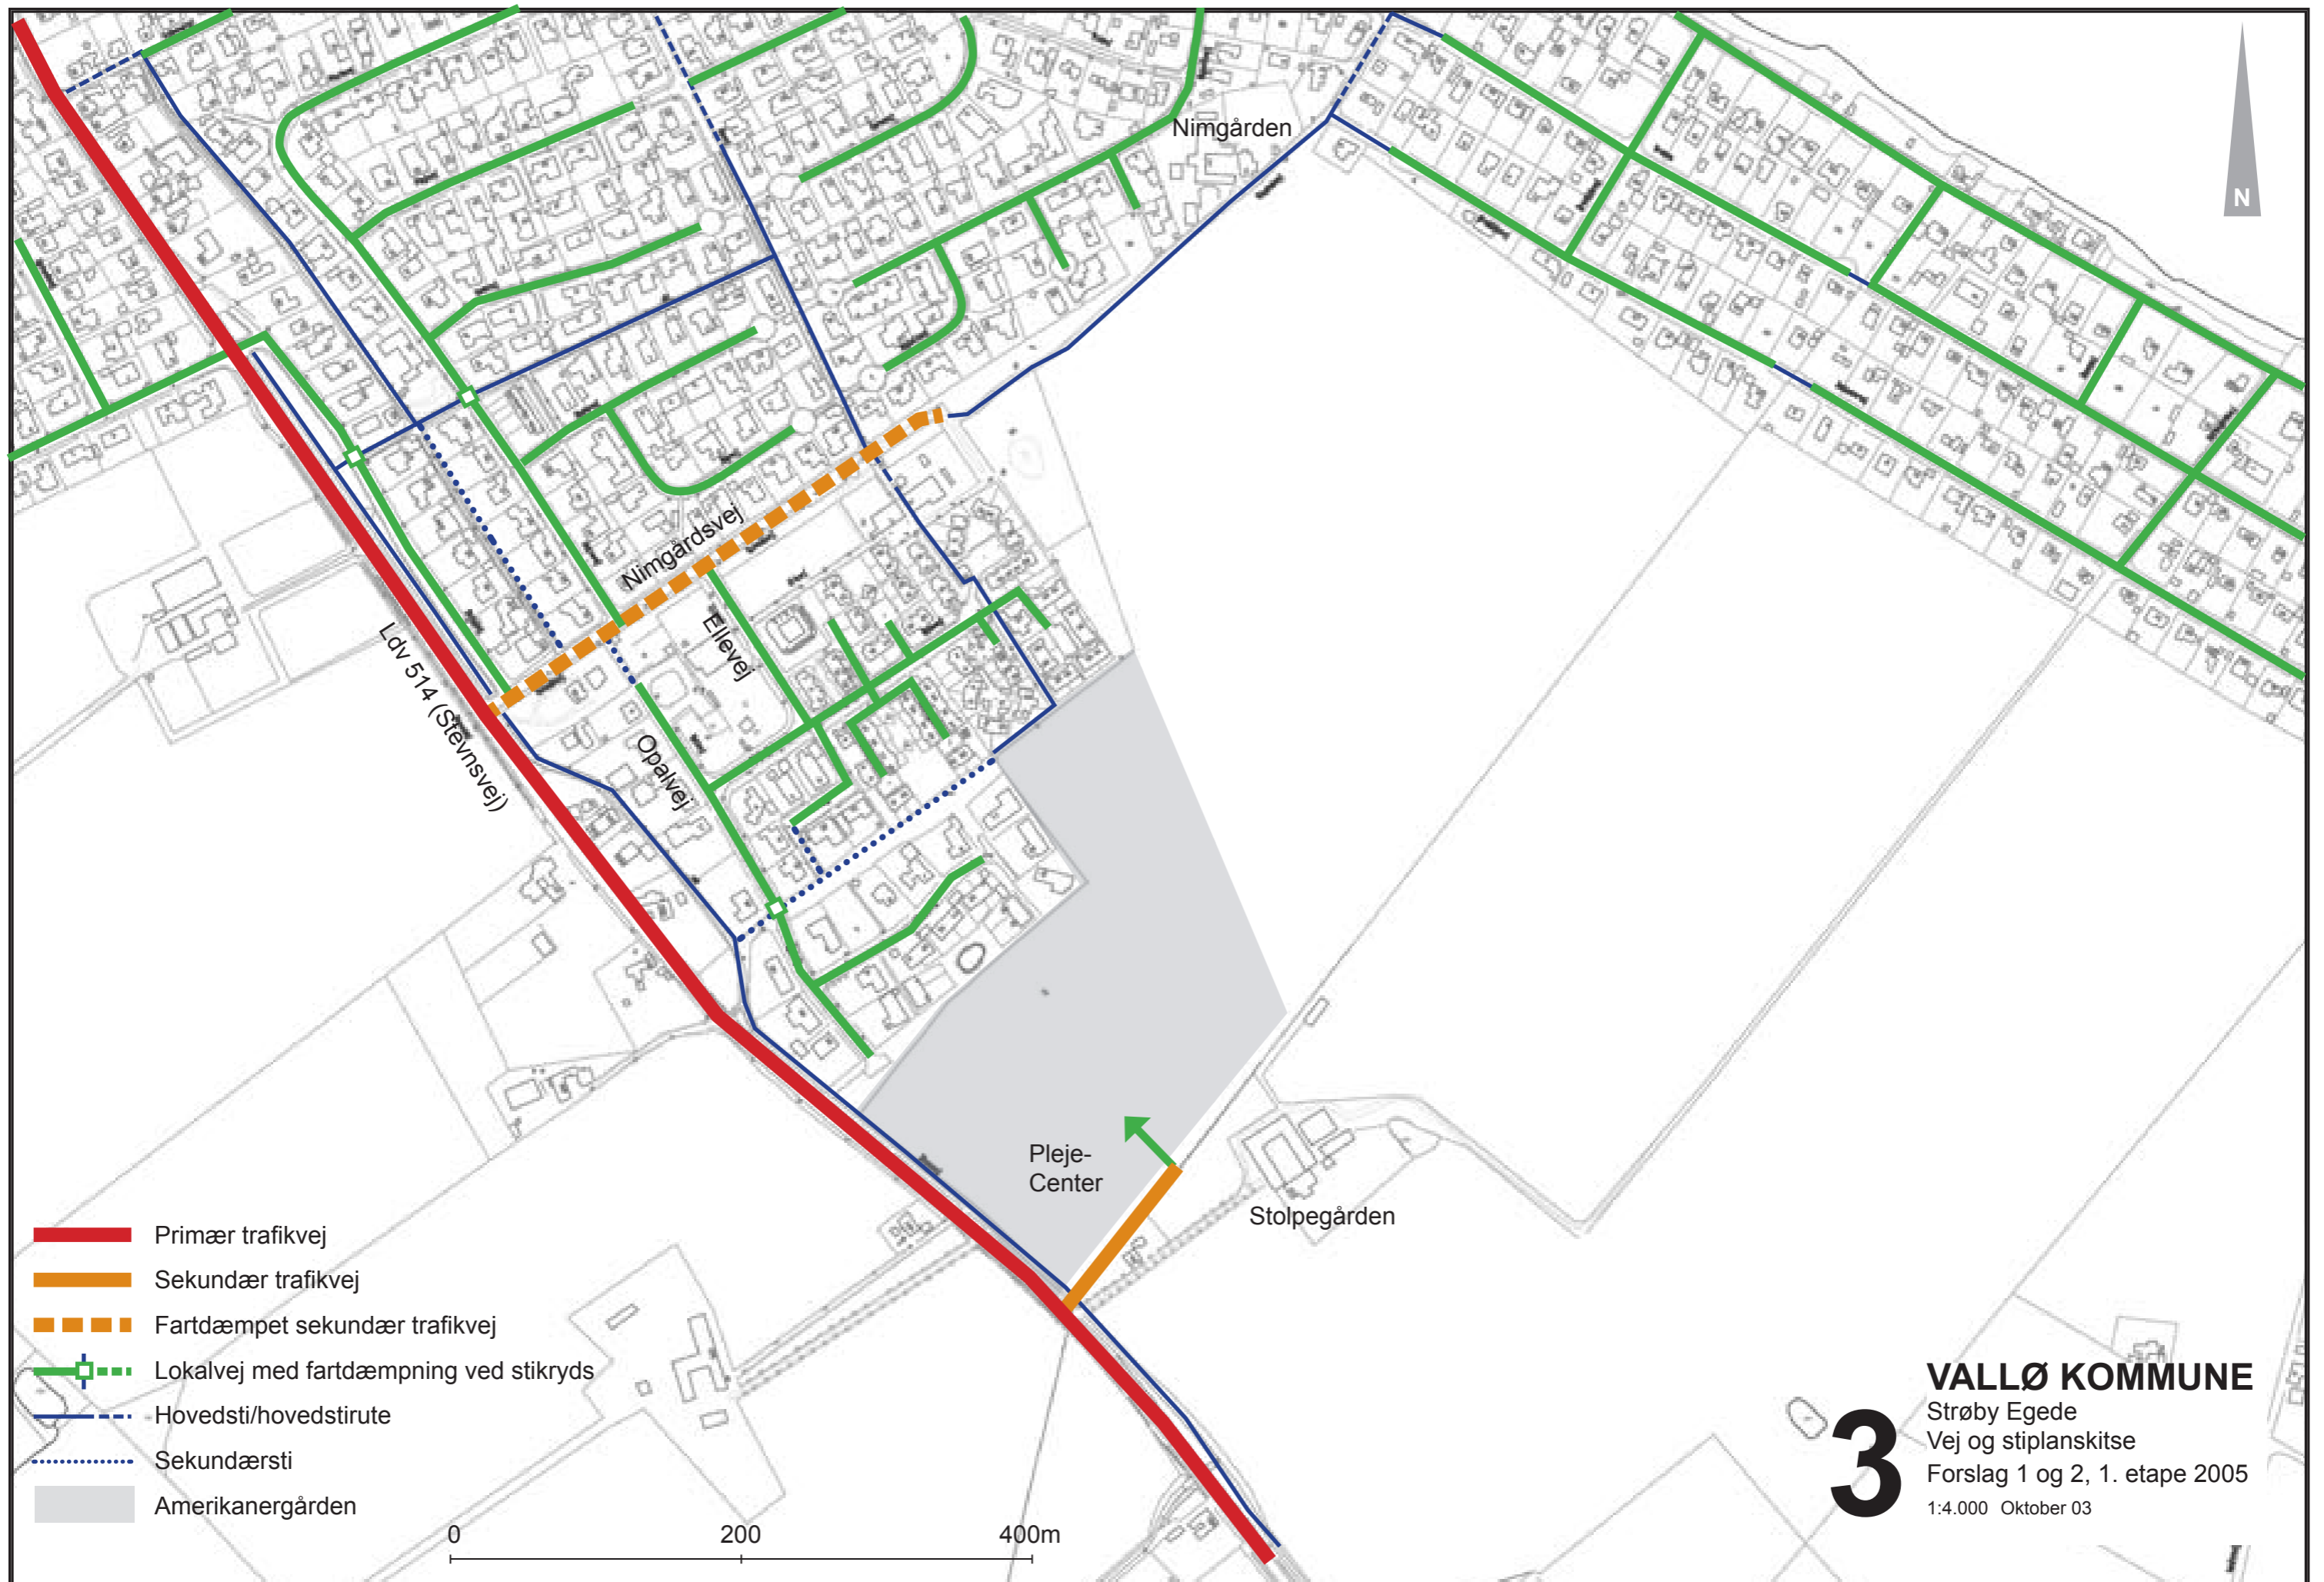 Nimgården
N
Nimgårdsvej
Ellevej
Ldv 514 (Stevnsvej)
Opalvej
Pleje-
Center
Stolpegården
Primær trafikvej
Sekundær trafikvej
Fartdæmpet sekundær trafikvej
Lokalvej med fartdæmpning ved stikryds
Hovedsti/hovedstirute
Sekundærsti
Amerikanergården
0 200 400m
3
VALLØ KOMMUNE
Strøby Egede
Vej og stiplanskitse
Forslag 1 og 2, 1. etape 2005
1:4.000 Oktober 03